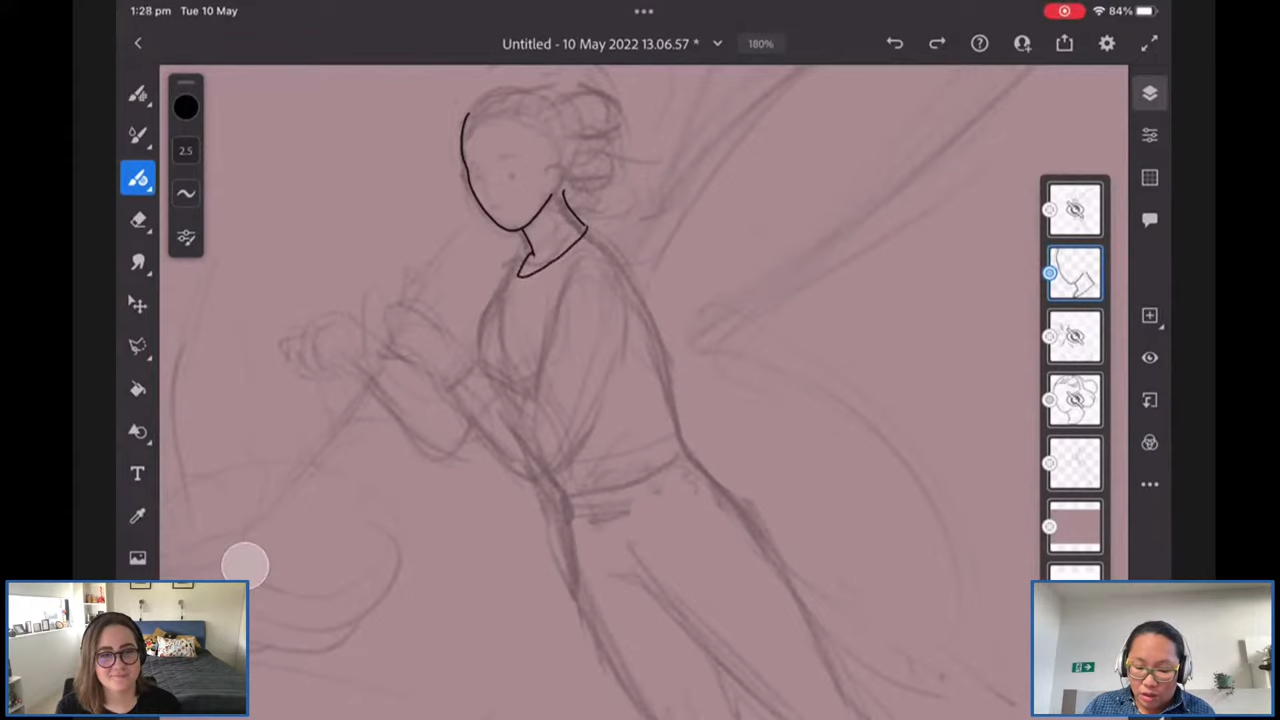 1:28 pm Tue 10 May
84%
Untitled - 10 May 2022 13.06.57 *
180%
2.5
T